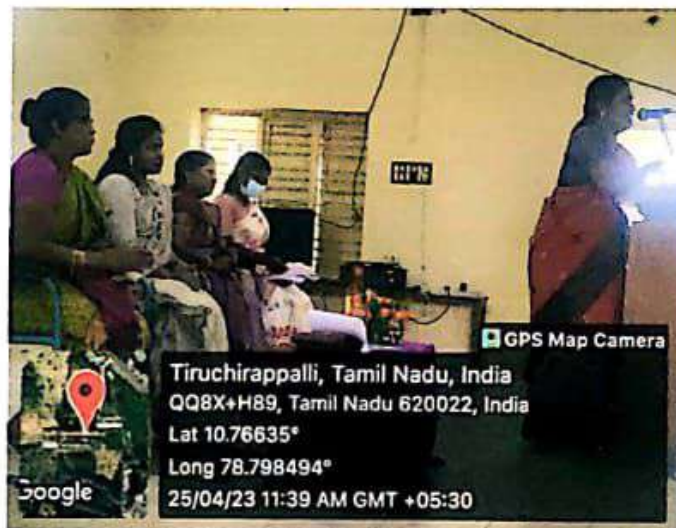 GPS Map Camera
Tiruchirappalli, Tamil Nadu, India
QQ8X+H89, Tamil Nadu 620022, India
Lat 10.76635°
Long 78.798494°
25/04/23 11:39 AM GMT +05:30
Google